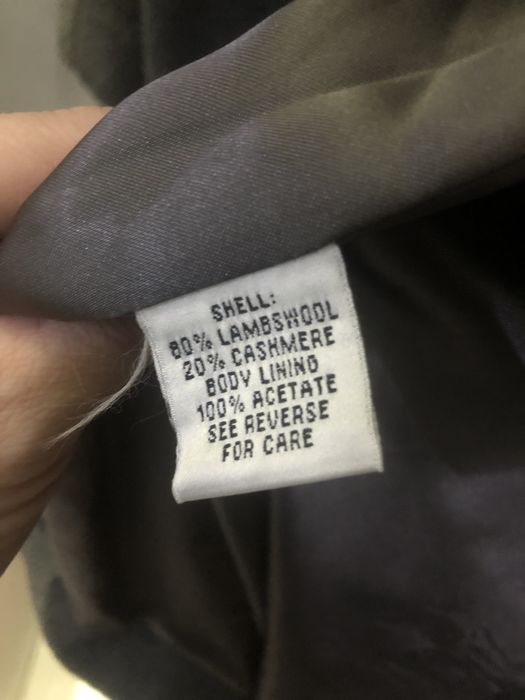 SHELL:
80% LAMBSWOOL
20% CASHMERE
BODY LINING
100% ACETATE
SEE REVERSE
FOR CARE